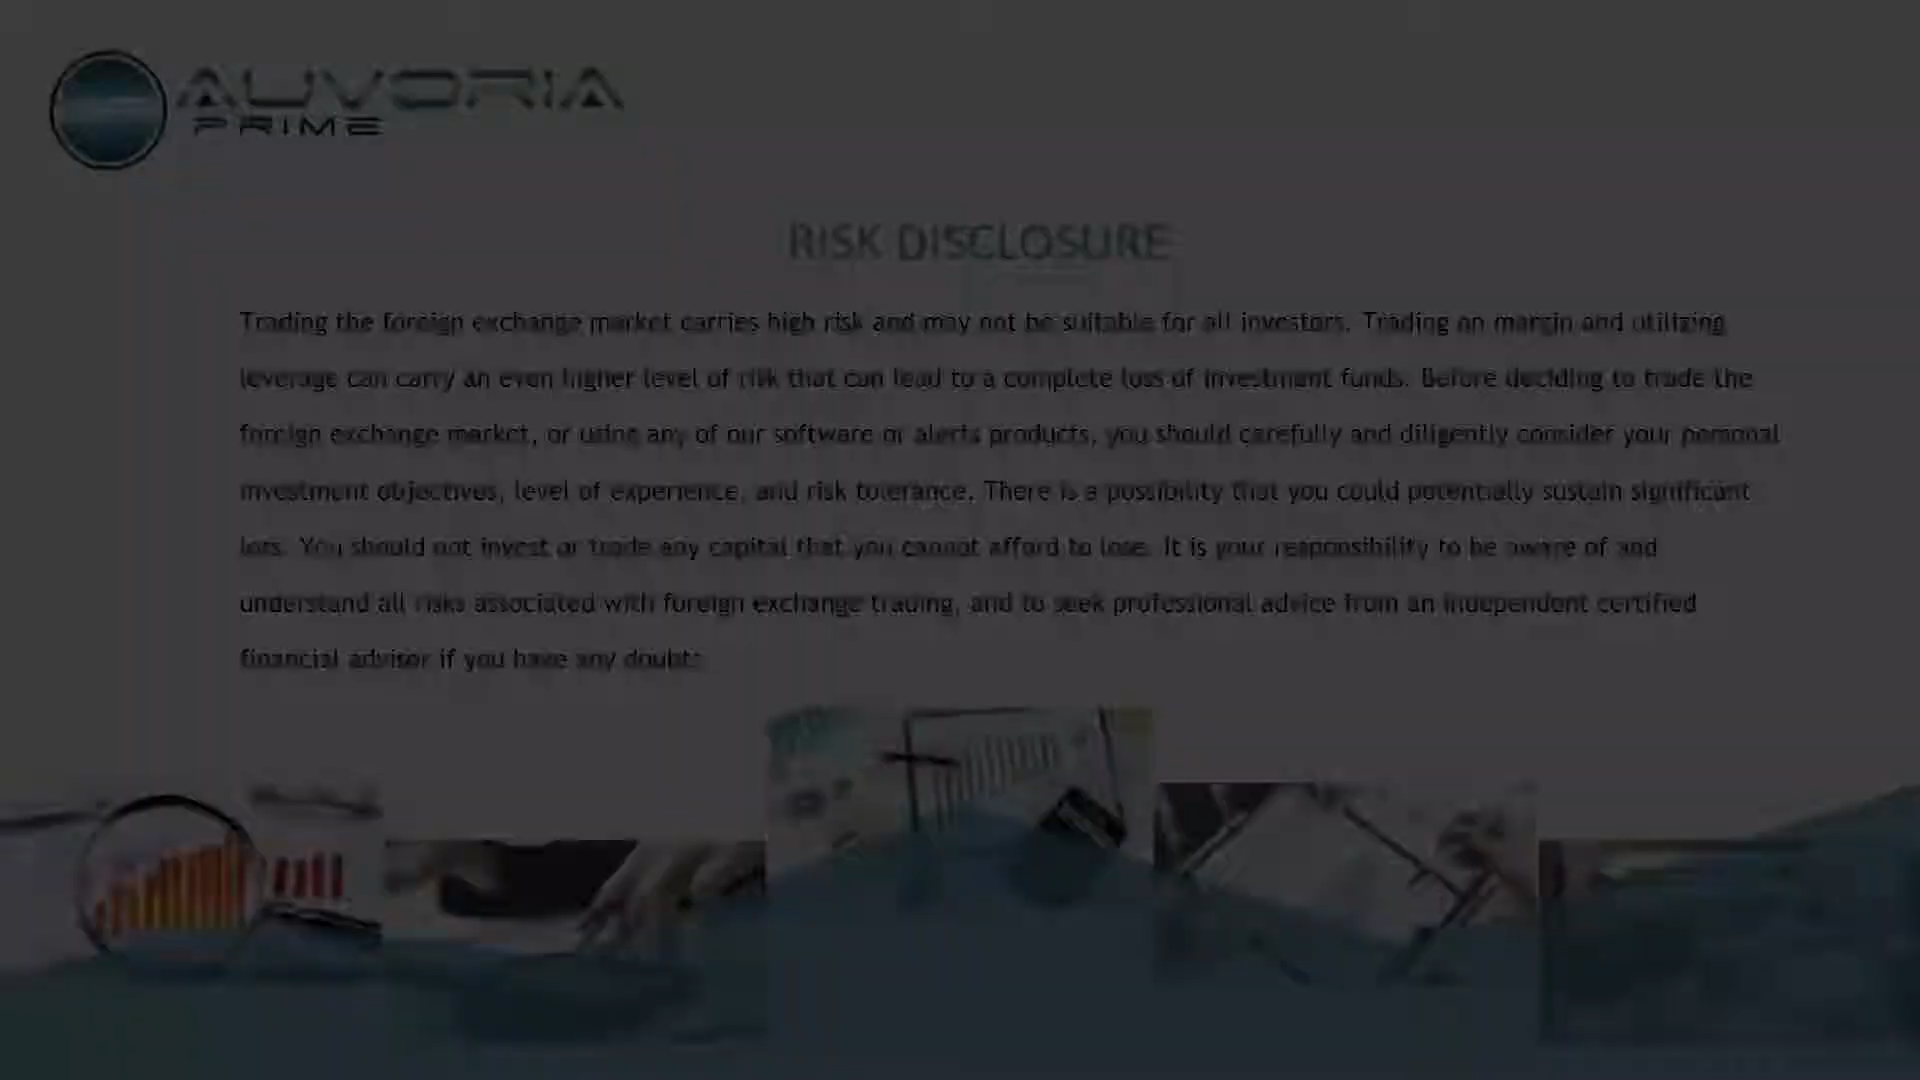 AUVORIA
PRIME
RISK DISCLOSURE
Trading the foreign exchange market carries high risk and may not be suitable for all investors. Trading on margin and utilizing
leverage can carry an even higher level of risk that can lead to a complete loss of investment funds. Before deciding to trade the
foreign exchange market, or using any of our software or alerts products, you should carefully and diligently consider your personal
investment objectives, level of experience, and risk tolerance. There is a possibility that you could potentially sustain significant
loss. You should not invest or trade any capital that you cannot afford to lose. It is your responsibility to be aware of and
understand all risks associated with foreign exchange trading, and to seek professional advice from an independent certified
financial advisor if you have any doubts